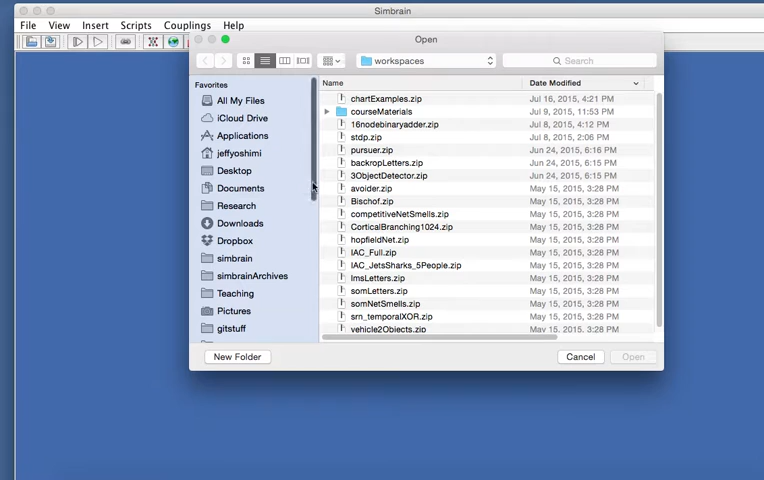 Simbrain
File View Insert Scripts Couplings Help
Open
workspaces
Search
Favorites
All My Files
iCloud Drive
Applications
jeffyoshimi
Desktop
Documents
Research
Downloads
Dropbox
simbrain
simbrainArchives
Teaching
Pictures
gitstuff
Name Date Modified
chartExamples.zip Jul 16, 2015, 4:21 PM
courseMaterials Jul 9, 2015, 11:53 PM
16nodebinaryadder.zip Jul 8, 2015, 4:12 PM
stdp.zip Jul 8, 2015, 2:06 PM
pursuer.zip Jun 24, 2015, 6:16 PM
backropLetters.zip Jun 24, 2015, 6:15 PM
3ObjectDetector.zip Jun 24, 2015, 6:15 PM
avoider.zip May 15, 2015, 3:28 PM
Bischof.zip May 15, 2015, 3:28 PM
competitiveNetSmells.zip May 15, 2015, 3:28 PM
CorticalBranching1024.zip May 15, 2015, 3:28 PM
hopfieldNet.zip May 15, 2015, 3:28 PM
IAC_Full.zip May 15, 2015, 3:28 PM
IAC_JetsSharks_5People.zip May 15, 2015, 3:28 PM
lmsLetters.zip May 15, 2015, 3:28 PM
somLetters.zip May 15, 2015, 3:28 PM
somNetSmells.zip May 15, 2015, 3:28 PM
srn_temporalXOR.zip May 15, 2015, 3:28 PM
vehicle2Objects.zip May 15, 2015, 3:28 PM
New Folder Cancel Open